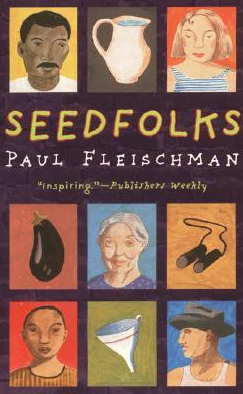 SEEDFOLKS
PAUL FLEISCHMAN
"Inspiring."—Publishers Weekly